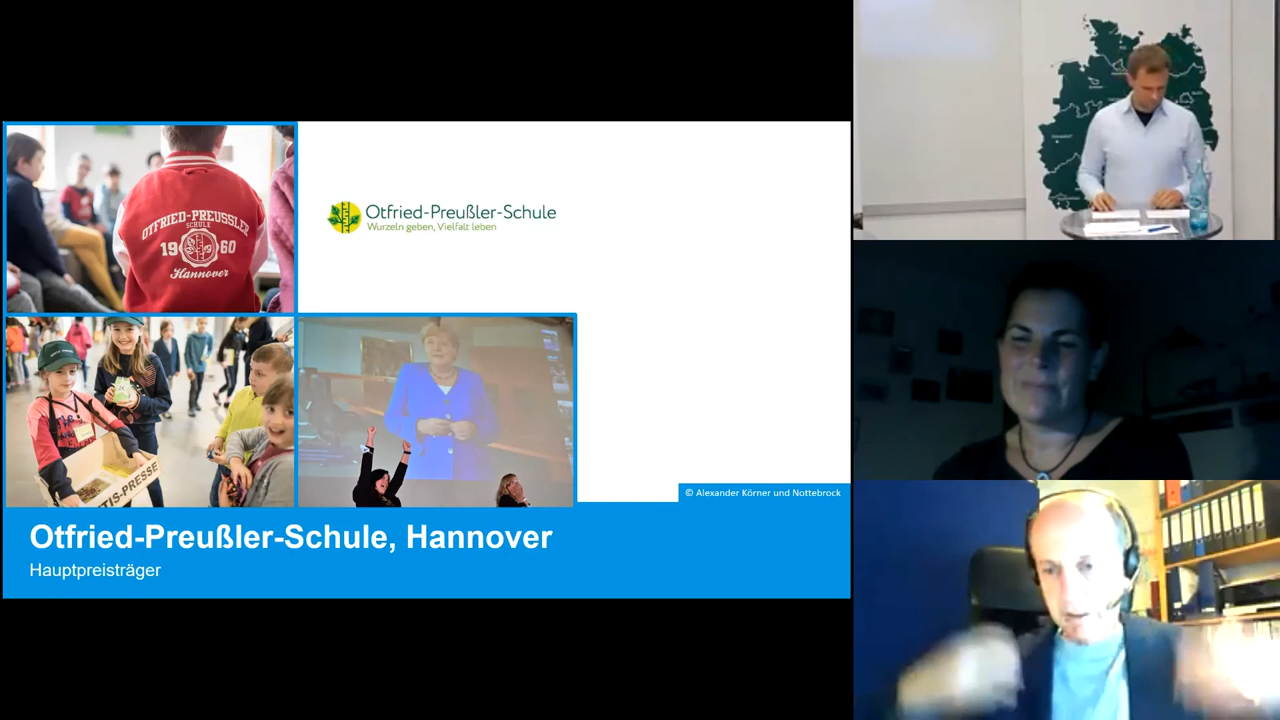 OTFRIED-PREUSSLER
SCHULE
19 60
Hannover
Otfried-Preußler-Schule
Wurzeln geben, Vielfalt leben
TIS-PRESSE
© Alexander Körner und Nottebrock
Otfried-Preußler-Schule, Hannover
Hauptpreisträger